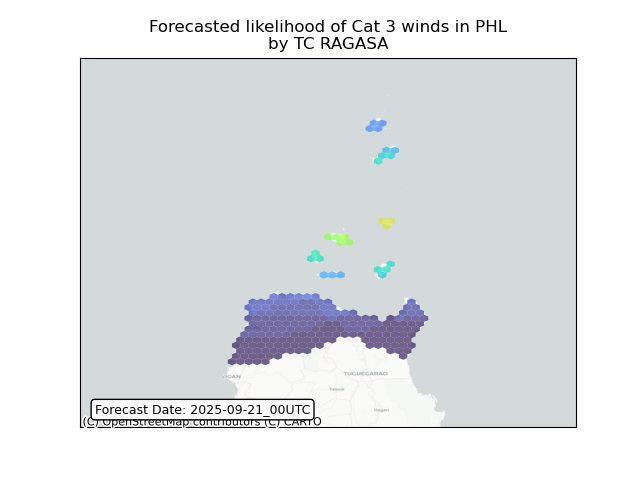 Forecasted likelihood of Cat 3 winds in PHL
by TC RAGASA
TUGUEGARAO
Forecast Date: 2025-09-21_00UTC
(C) OpenStreetMap contributors (C) CARTO